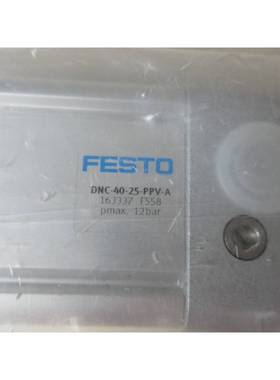 FESTO
DNC-40-25-PPV-A
163337 F558
pmax. 12bar